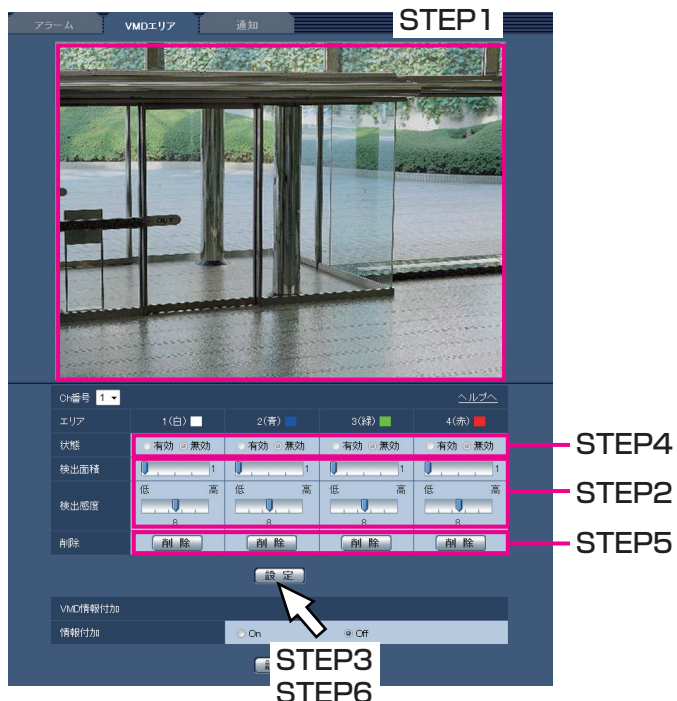 アラーム VMDエリア 通知 STEP1
OUT
Ch番号 1 ヘルプへ
エリア 1(白) 2(青) 3(緑) 4(赤)
状態 有効 無効 有効 無効 有効 無効 有効 無効 STEP4
検出面積 1 1 1 1
検出感度 低 高 低 高 低 高 低 高 STEP2
8 8 8 8
削除 削除 削除 削除 削除 STEP5
設定
VMD情報付加
情報付加 On Off
STEP3
STEP6